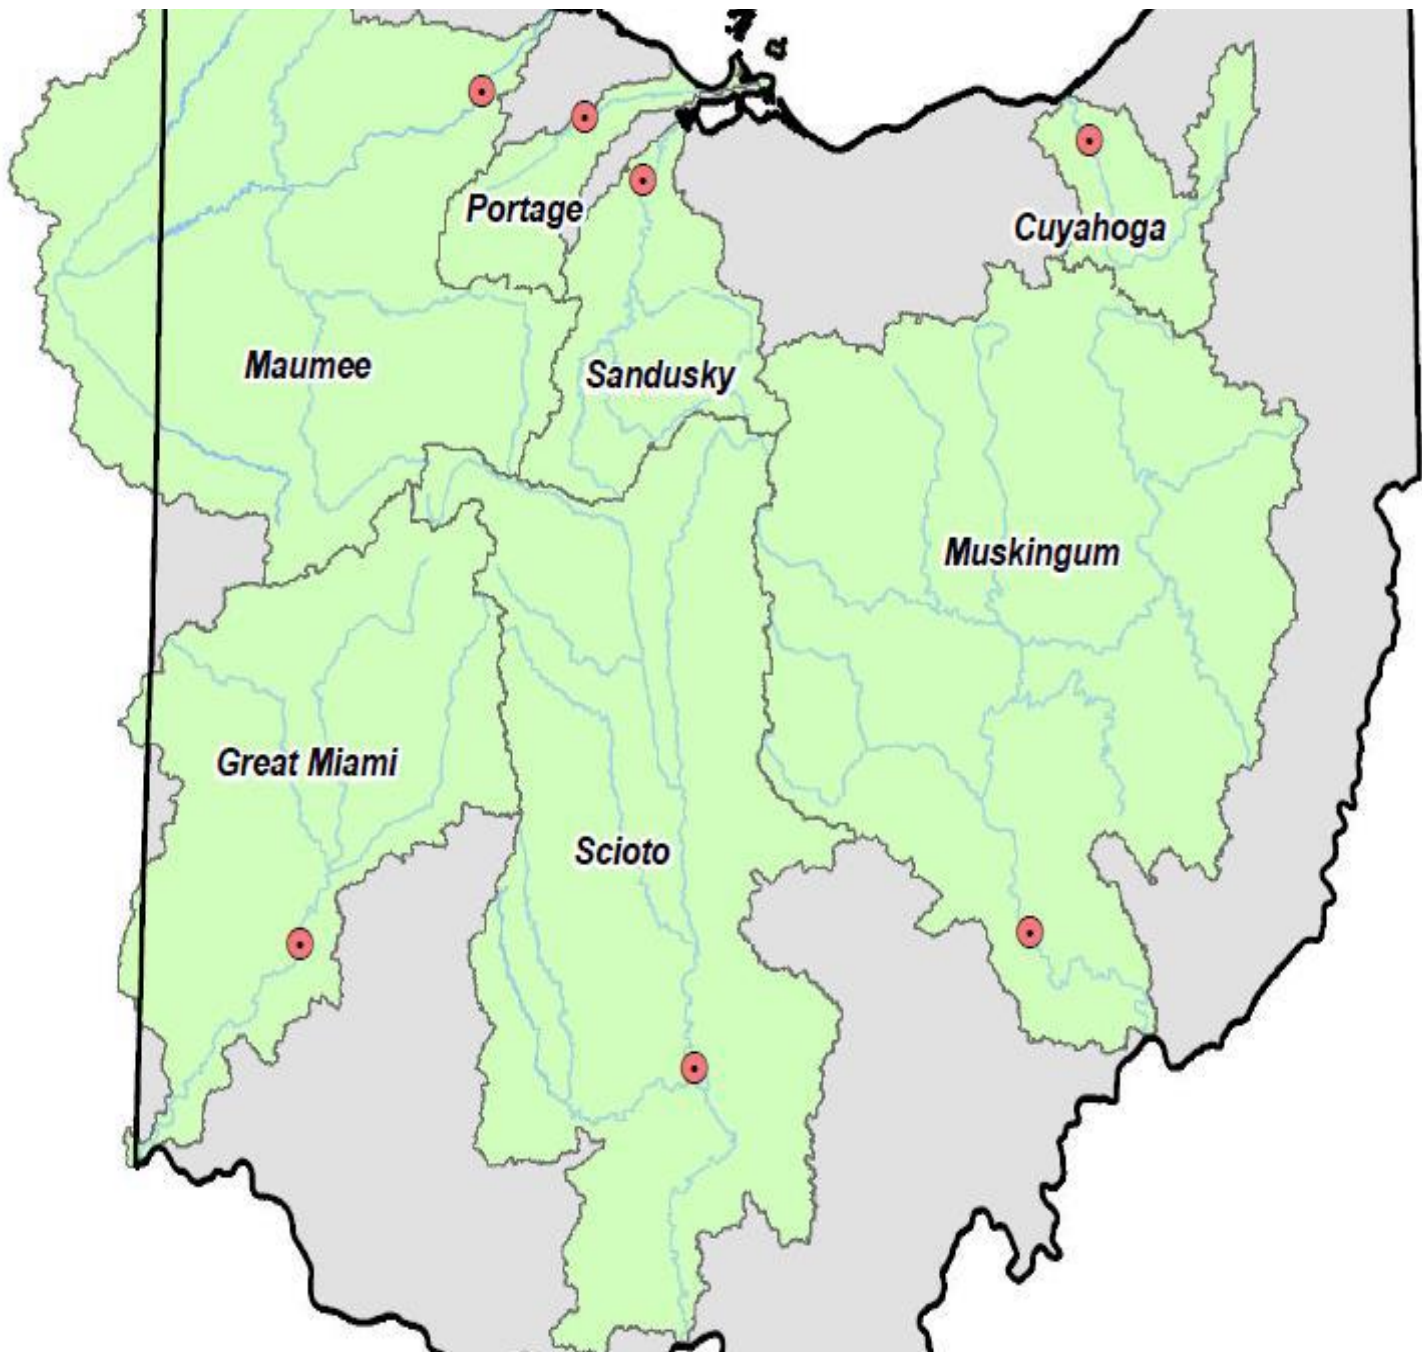 Portage
Cuyahoga
Maumee
Sandusky
Muskingum
Great Miami
Scioto